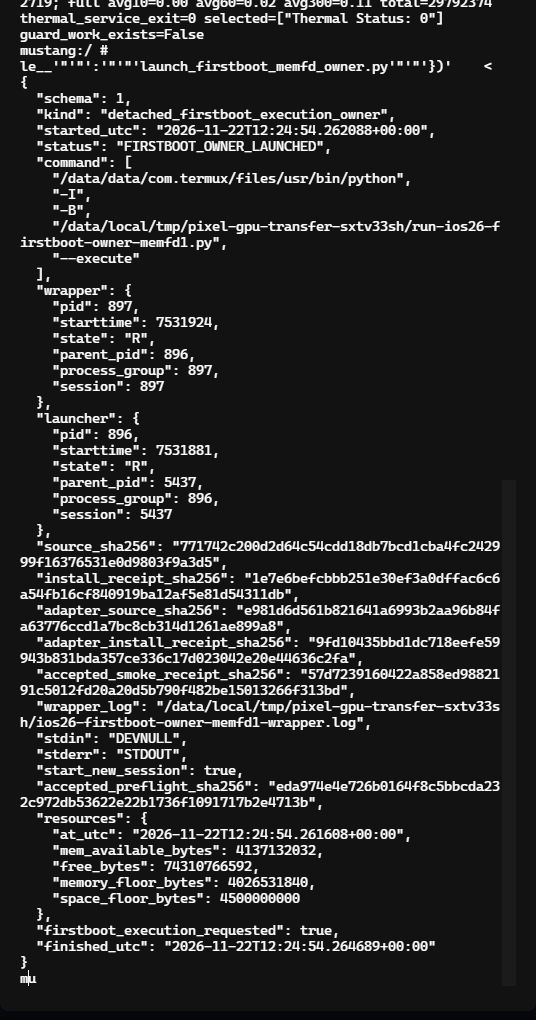 2719; full avg10=0.00 avg60=0.02 avg300=0.11 total=29792374
thermal_service_exit=0 selected=["Thermal Status: 0"]
guard_work_exists=False
mustang:/ #
le__'"'"':'"'"'launch_firstboot_memfd_owner.py'"'"'})'    <
{
  "schema": 1,
  "kind": "detached_firstboot_execution_owner",
  "started_utc": "2026-11-22T12:24:54.262088+00:00",
  "status": "FIRSTBOOT_OWNER_LAUNCHED",
  "command": [
    "/data/data/com.termux/files/usr/bin/python",
    "-I",
    "-B",
    "/data/local/tmp/pixel-gpu-transfer-sxtv33sh/run-ios26-f
irstboot-owner-memfd1.py",
    "--execute"
  ],
  "wrapper": {
    "pid": 897,
    "starttime": 7531924,
    "state": "R",
    "parent_pid": 896,
    "process_group": 897,
    "session": 897
  },
  "launcher": {
    "pid": 896,
    "starttime": 7531881,
    "state": "R",
    "parent_pid": 5437,
    "process_group": 896,
    "session": 5437
  },
  "source_sha256": "771742c200d2d64c54cdd18db7bcd1cba4fc2429
99f16376531e0d9803f9a3d5",
  "install_receipt_sha256": "1e7e6befcbbb251e30ef3a0dffac6c6
a54fb16cf840919ba12af5e81d54311db",
  "adapter_source_sha256": "e981d6d561b821641a6993b2aa96b84f
a63776ccd1a7bc8cb314d1261ae899a8",
  "adapter_install_receipt_sha256": "9fd10435bbd1dc718eefe59
943b831bda357ce336c17d023042e20e44636c2fa",
  "accepted_smoke_receipt_sha256": "57d7239160422a858ed98821
91c5012fd20a20d5b790f482be15013266f313bd",
  "wrapper_log": "/data/local/tmp/pixel-gpu-transfer-sxtv33s
h/ios26-firstboot-owner-memfd1-wrapper.log",
  "stdin": "DEVNULL",
  "stderr": "STDOUT",
  "start_new_session": true,
  "accepted_preflight_sha256": "eda974e4e726b0164f8c5bbcda23
2c972db53622e22b1736f1091717b2e4713b",
  "resources": {
    "at_utc": "2026-11-22T12:24:54.261608+00:00",
    "mem_available_bytes": 4137132032,
    "free_bytes": 74310766592,
    "memory_floor_bytes": 4026531840,
    "space_floor_bytes": 4500000000
  },
  "firstboot_execution_requested": true,
  "finished_utc": "2026-11-22T12:24:54.264689+00:00"
}
mu